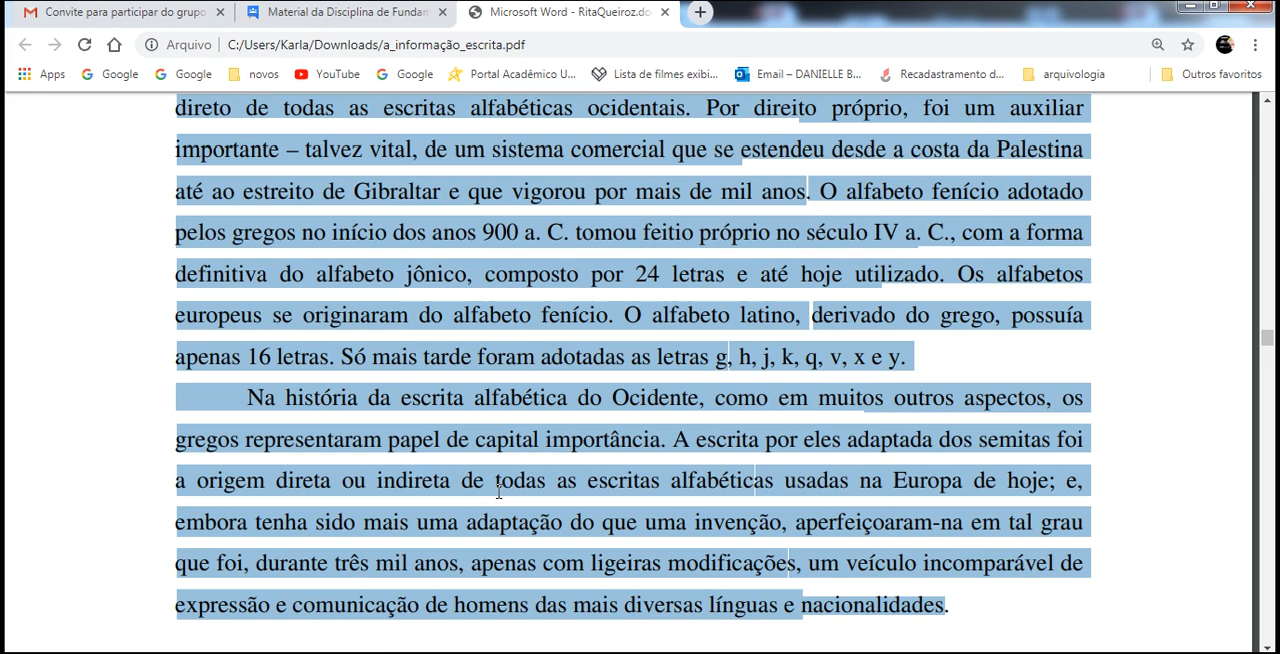 Convite para participar do grupo
Material da Disciplina de Fundam
Microsoft Word - RitaQueiroz.do
Arquivo
C:/Users/Karla/Downloads/a_informação_escrita.pdf
Apps
Google
Google
novos
YouTube
Google
Portal Acadêmico U...
Lista de filmes exibi...
Email – DANIELLE B...
Recadastramento d...
arquivologia
Outros favoritos
direto de todas as escritas alfabéticas ocidentais. Por direito próprio, foi um auxiliar
importante – talvez vital, de um sistema comercial que se estendeu desde a costa da Palestina
até ao estreito de Gibraltar e que vigorou por mais de mil anos. O alfabeto fenício adotado
pelos gregos no início dos anos 900 a. C. tomou feitio próprio no século IV a. C., com a forma
definitiva do alfabeto jônico, composto por 24 letras e até hoje utilizado. Os alfabetos
europeus se originaram do alfabeto fenício. O alfabeto latino, derivado do grego, possuía
apenas 16 letras. Só mais tarde foram adotadas as letras g, h, j, k, q, v, x e y.
Na história da escrita alfabética do Ocidente, como em muitos outros aspectos, os
gregos representaram papel de capital importância. A escrita por eles adaptada dos semitas foi
a origem direta ou indireta de todas as escritas alfabéticas usadas na Europa de hoje; e,
embora tenha sido mais uma adaptação do que uma invenção, aperfeiçoaram-na em tal grau
que foi, durante três mil anos, apenas com ligeiras modificações, um veículo incomparável de
expressão e comunicação de homens das mais diversas línguas e nacionalidades.